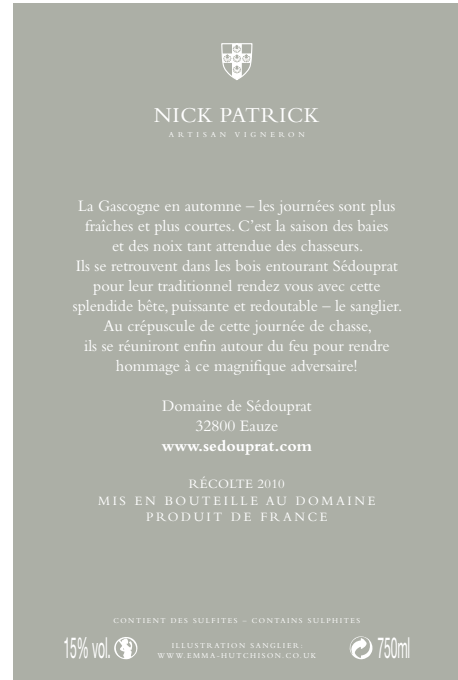 NICK PATRICK
ARTISAN VIGNERON
La Gascogne en automne – les journées sont plus
fraîches et plus courtes. C'est la saison des baies
et des noix tant attendue des chasseurs.
Ils se retrouvent dans les bois entourant Sédouprat
pour leur traditionnel rendez vous avec cette
splendide bête, puissante et redoutable – le sanglier.
Au crépuscule de cette journée de chasse,
ils se réuniront enfin autour du feu pour rendre
hommage à ce magnifique adversaire!
Domaine de Sédouprat
32800 Eauze
www.sedouprat.com
RÉCOLTE 2010
MIS EN BOUTEILLE AU DOMAINE
PRODUIT DE FRANCE
CONTIENT DES SULFITES – CONTAINS SULPHITES
15% vol.
ILLUSTRATION SANGLIER:
WWW.EMMA-HUTCHISON.CO.UK
750ml